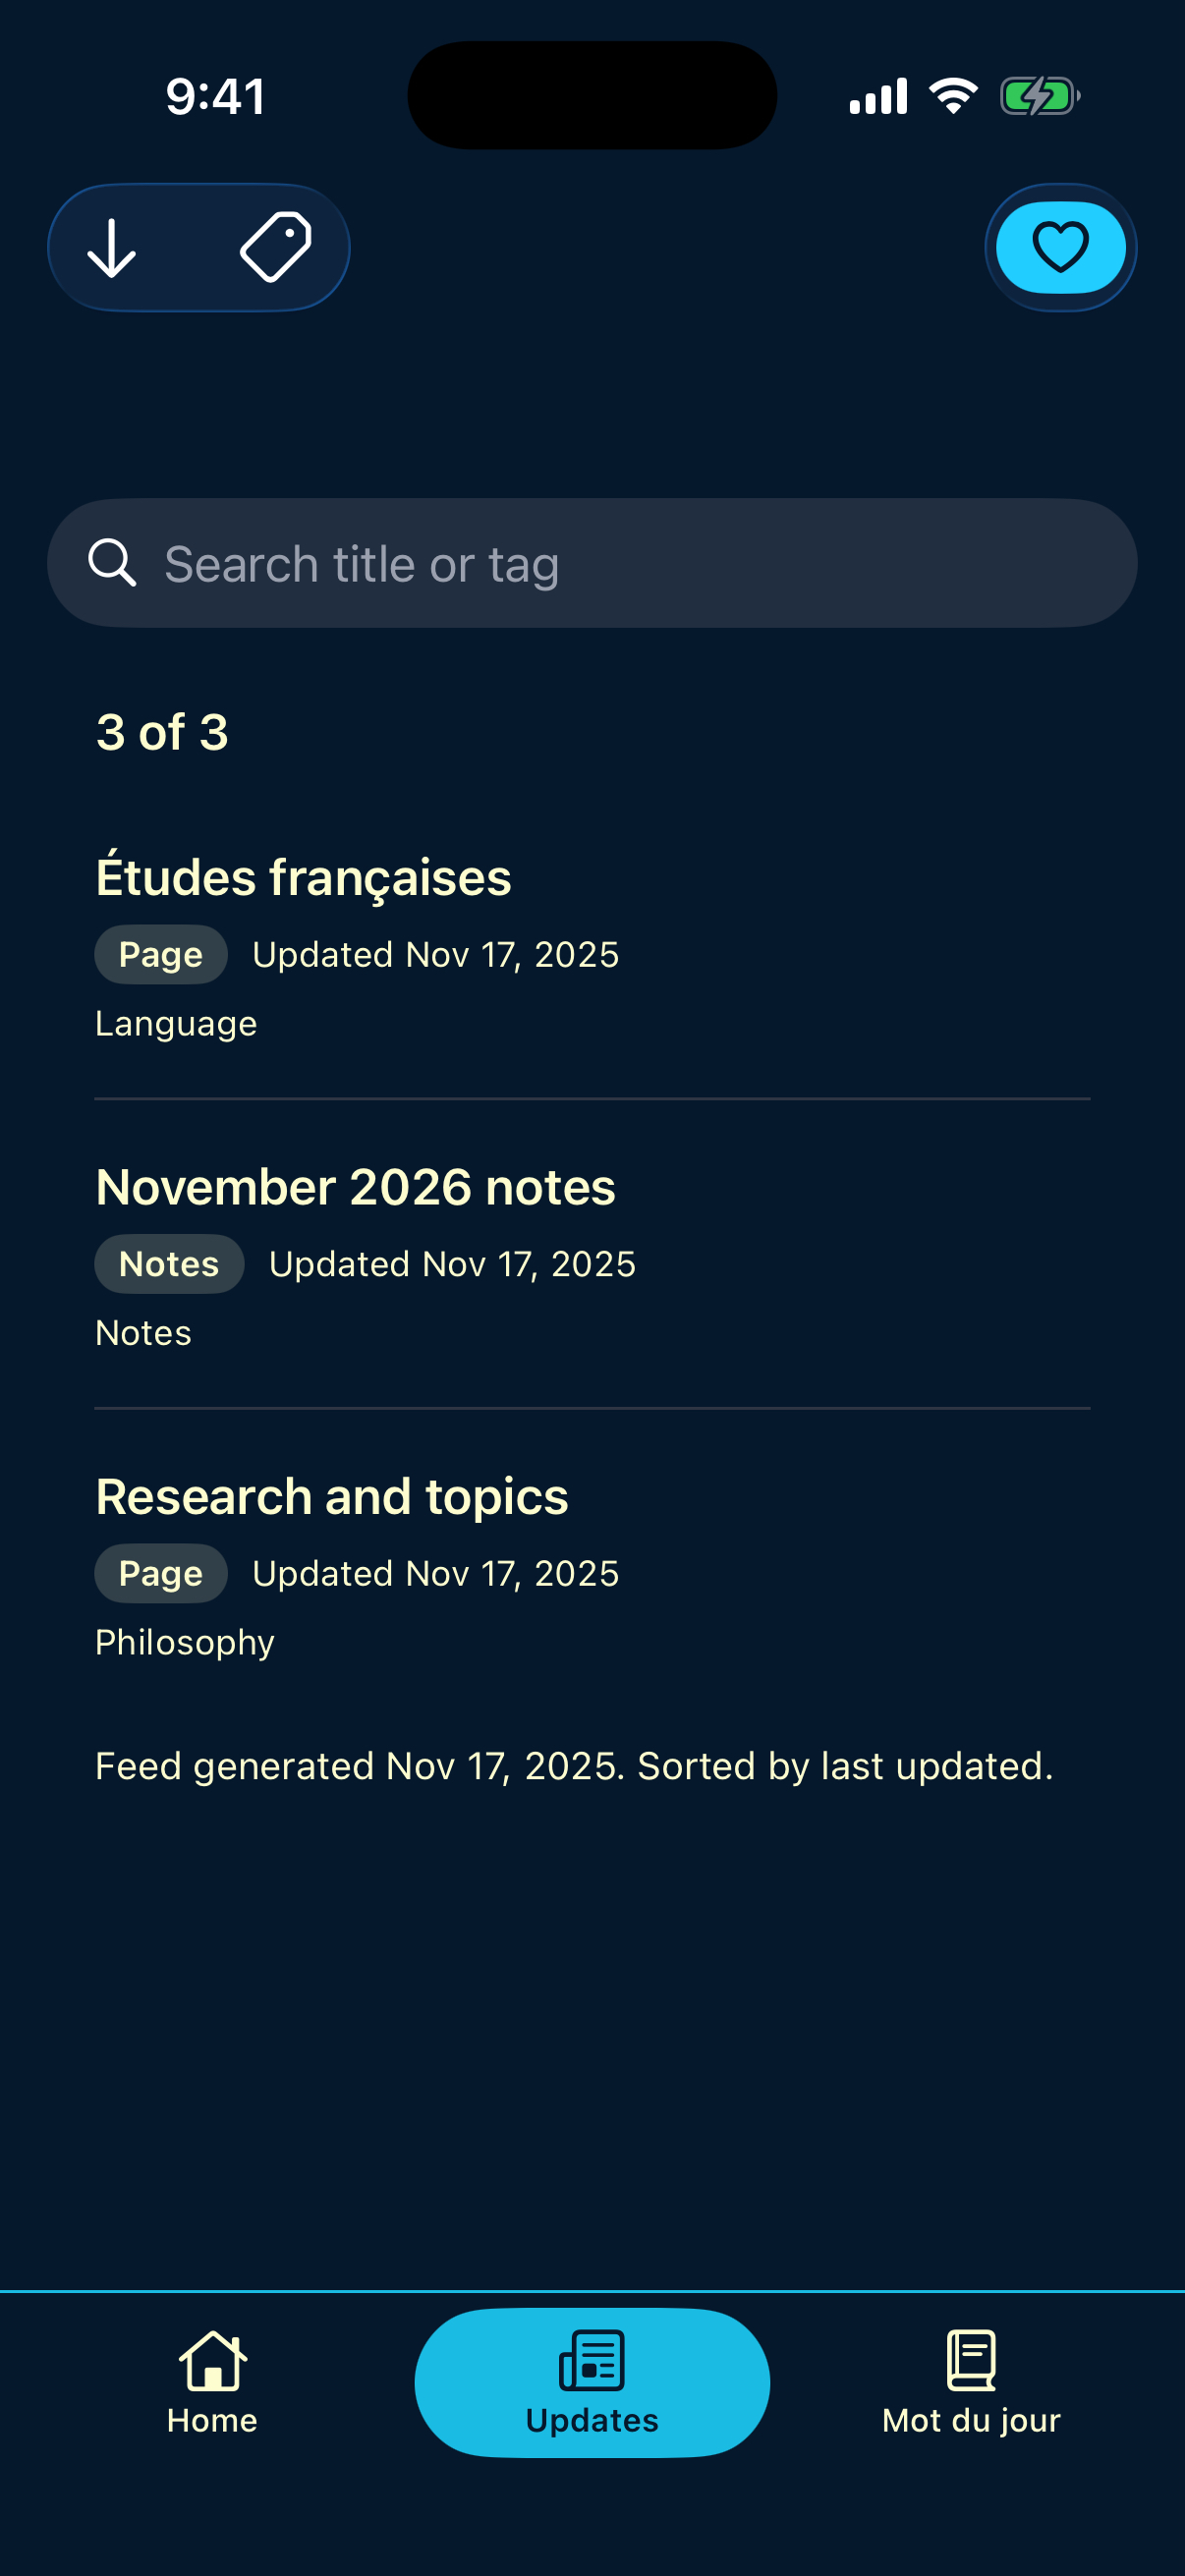 9:41
Search title or tag
3 of 3
Études françaises
Page Updated Nov 17, 2025
Language
November 2026 notes
Notes Updated Nov 17, 2025
Notes
Research and topics
Page Updated Nov 17, 2025
Philosophy
Feed generated Nov 17, 2025. Sorted by last updated.
Home Updates Mot du jour